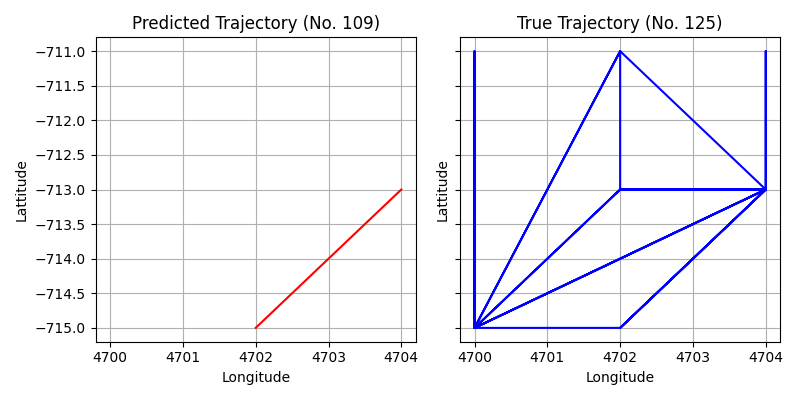 Predicted Trajectory (No. 109)
Lattitude
−711.0
−711.5
−712.0
−712.5
−713.0
−713.5
−714.0
−714.5
−715.0
4700 4701 4702 4703 4704
Longitude
True Trajectory (No. 125)
Lattitude
4700 4701 4702 4703 4704
Longitude